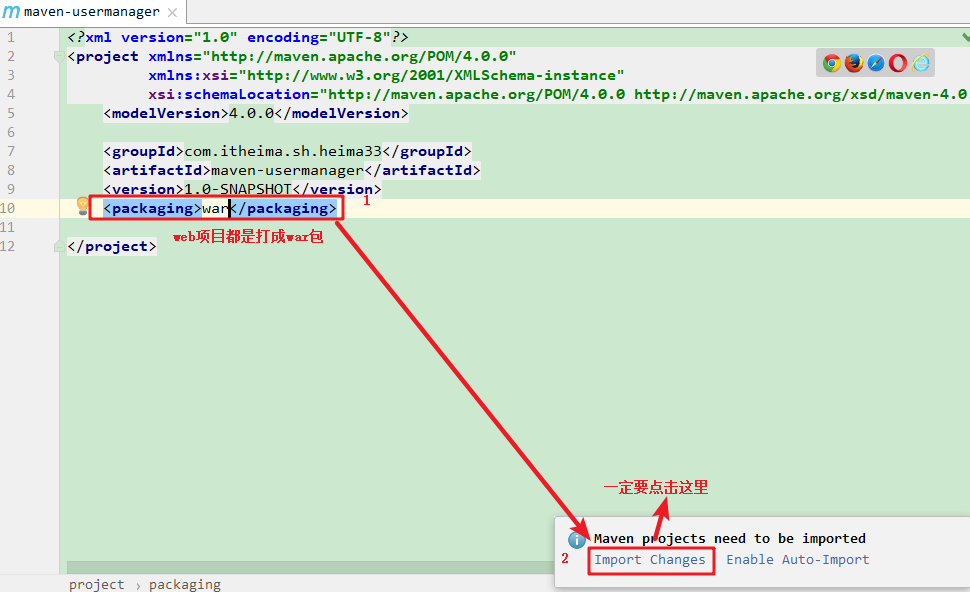 maven-usermanager
1 <?xml version="1.0" encoding="UTF-8"?>
2 <project xmlns="http://maven.apache.org/POM/4.0.0"
3 xmlns:xsi="http://www.w3.org/2001/XMLSchema-instance"
4 xsi:schemaLocation="http://maven.apache.org/POM/4.0.0 http://maven.apache.org/xsd/maven-4.0
5 <modelVersion>4.0.0</modelVersion>
6
7 <groupId>com.itheima.sh.heima33</groupId>
8 <artifactId>maven-usermanager</artifactId>
9 <version>1.0-SNAPSHOT</version>
10 <packaging>war</packaging>
1
11
web项目都是打成war包
12 </project>
一定要点击这里
Maven projects need to be imported
2
Import Changes Enable Auto-Import
project › packaging